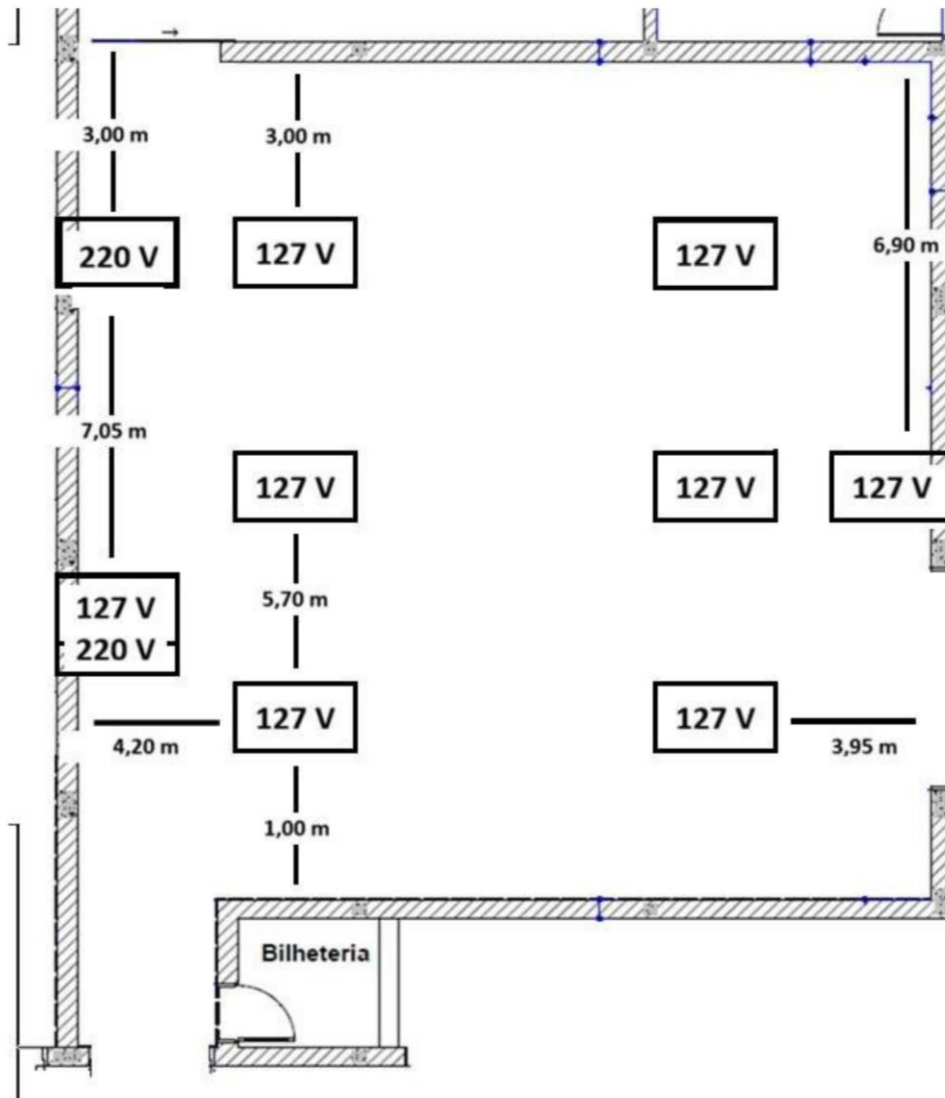 3,00 m
3,00 m
220 V
127 V
127 V
6,90 m
7,05 m
127 V
127 V
127 V
127 V
220 V
5,70 m
127 V
127 V
4,20 m
3,95 m
1,00 m
Bilheteria